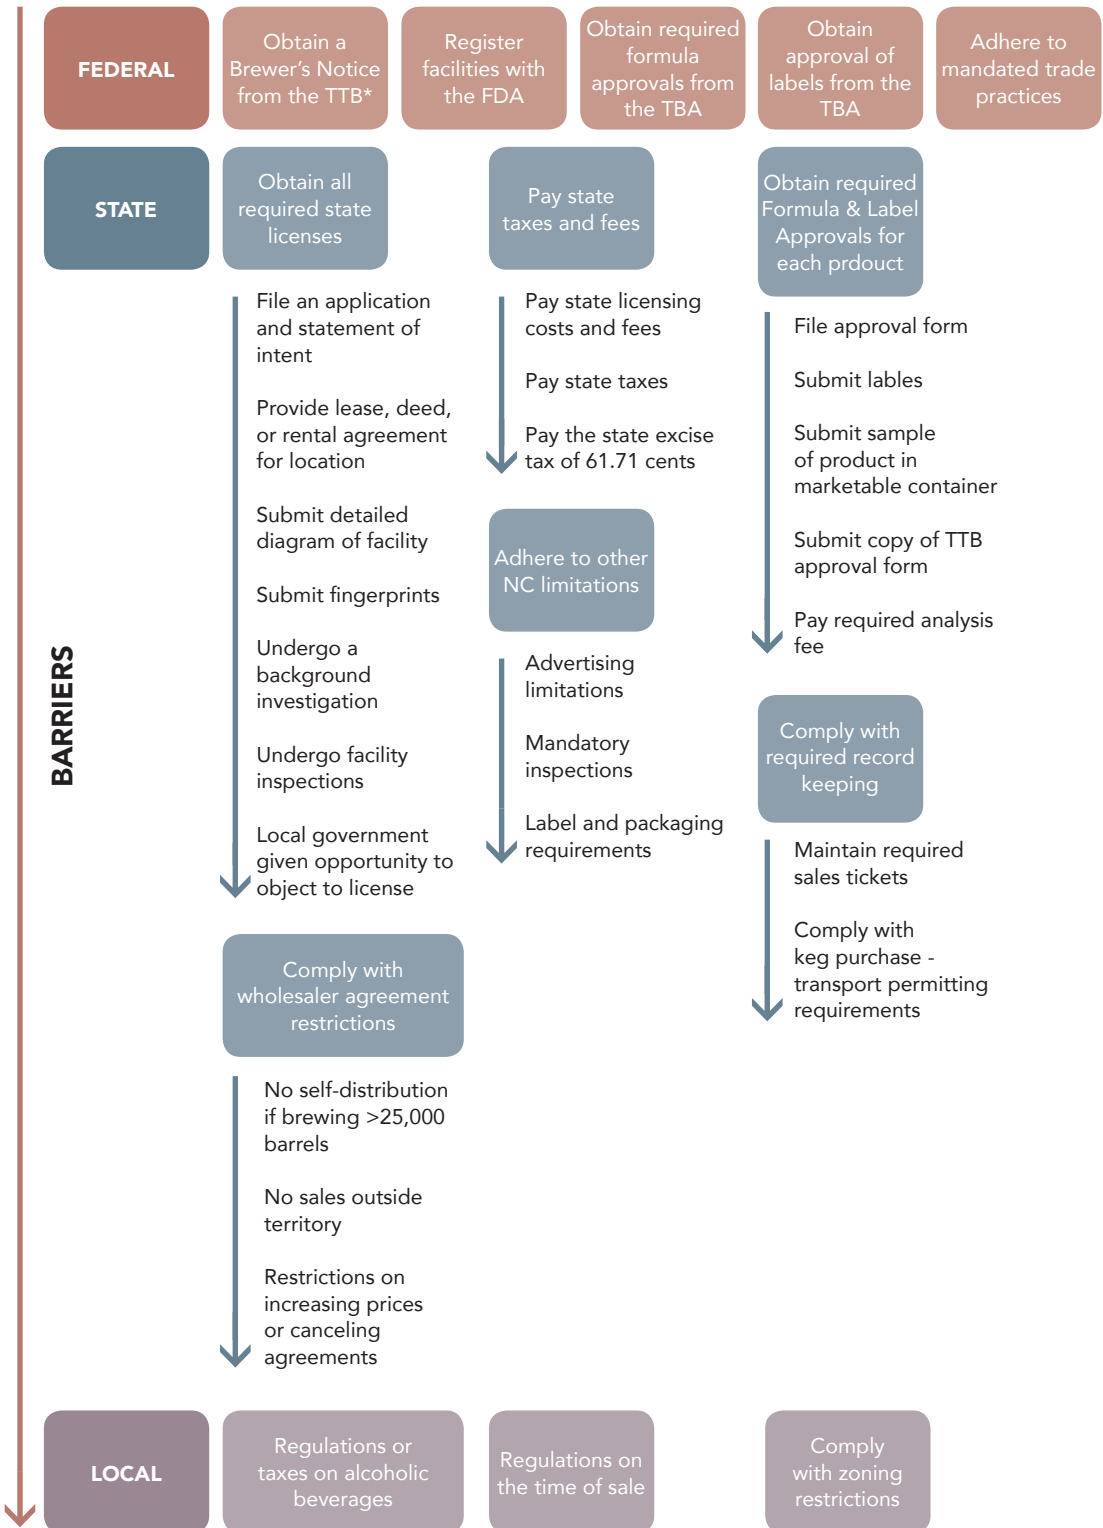 FEDERAL
Obtain a
Brewer’s Notice
from the TTB*
Register
facilities with
the FDA
Obtain required
formula
approvals from
the TBA
Obtain
approval of
labels from the
TBA
Adhere to
mandated trade
practices
BARRIERS
STATE
Obtain all
required state
licenses
File an application
and statement of
intent
Provide lease, deed,
or rental agreement
for location
Submit detailed
diagram of facility
Submit fingerprints
Undergo a
background
investigation
Undergo facility
inspections
Local government
given opportunity to
object to license
Comply with
wholesaler agreement
restrictions
No self-distribution
if brewing >25,000
barrels
No sales outside
territory
Restrictions on
increasing prices
or canceling
agreements
Pay state
taxes and fees
Pay state licensing
costs and fees
Pay state taxes
Pay the state excise
tax of 61.71 cents
Adhere to other
NC limitations
Advertising
limitations
Mandatory
inspections
Label and packaging
requirements
Obtain required
Formula & Label
Approvals for
each prdouct
File approval form
Submit lables
Submit sample
of product in
marketable container
Submit copy of TTB
approval form
Pay required analysis
fee
Comply with
required record
keeping
Maintain required
sales tickets
Comply with
keg purchase -
transport permitting
requirements
LOCAL
Regulations or
taxes on alcoholic
beverages
Regulations on
the time of sale
Comply
with zoning
restrictions